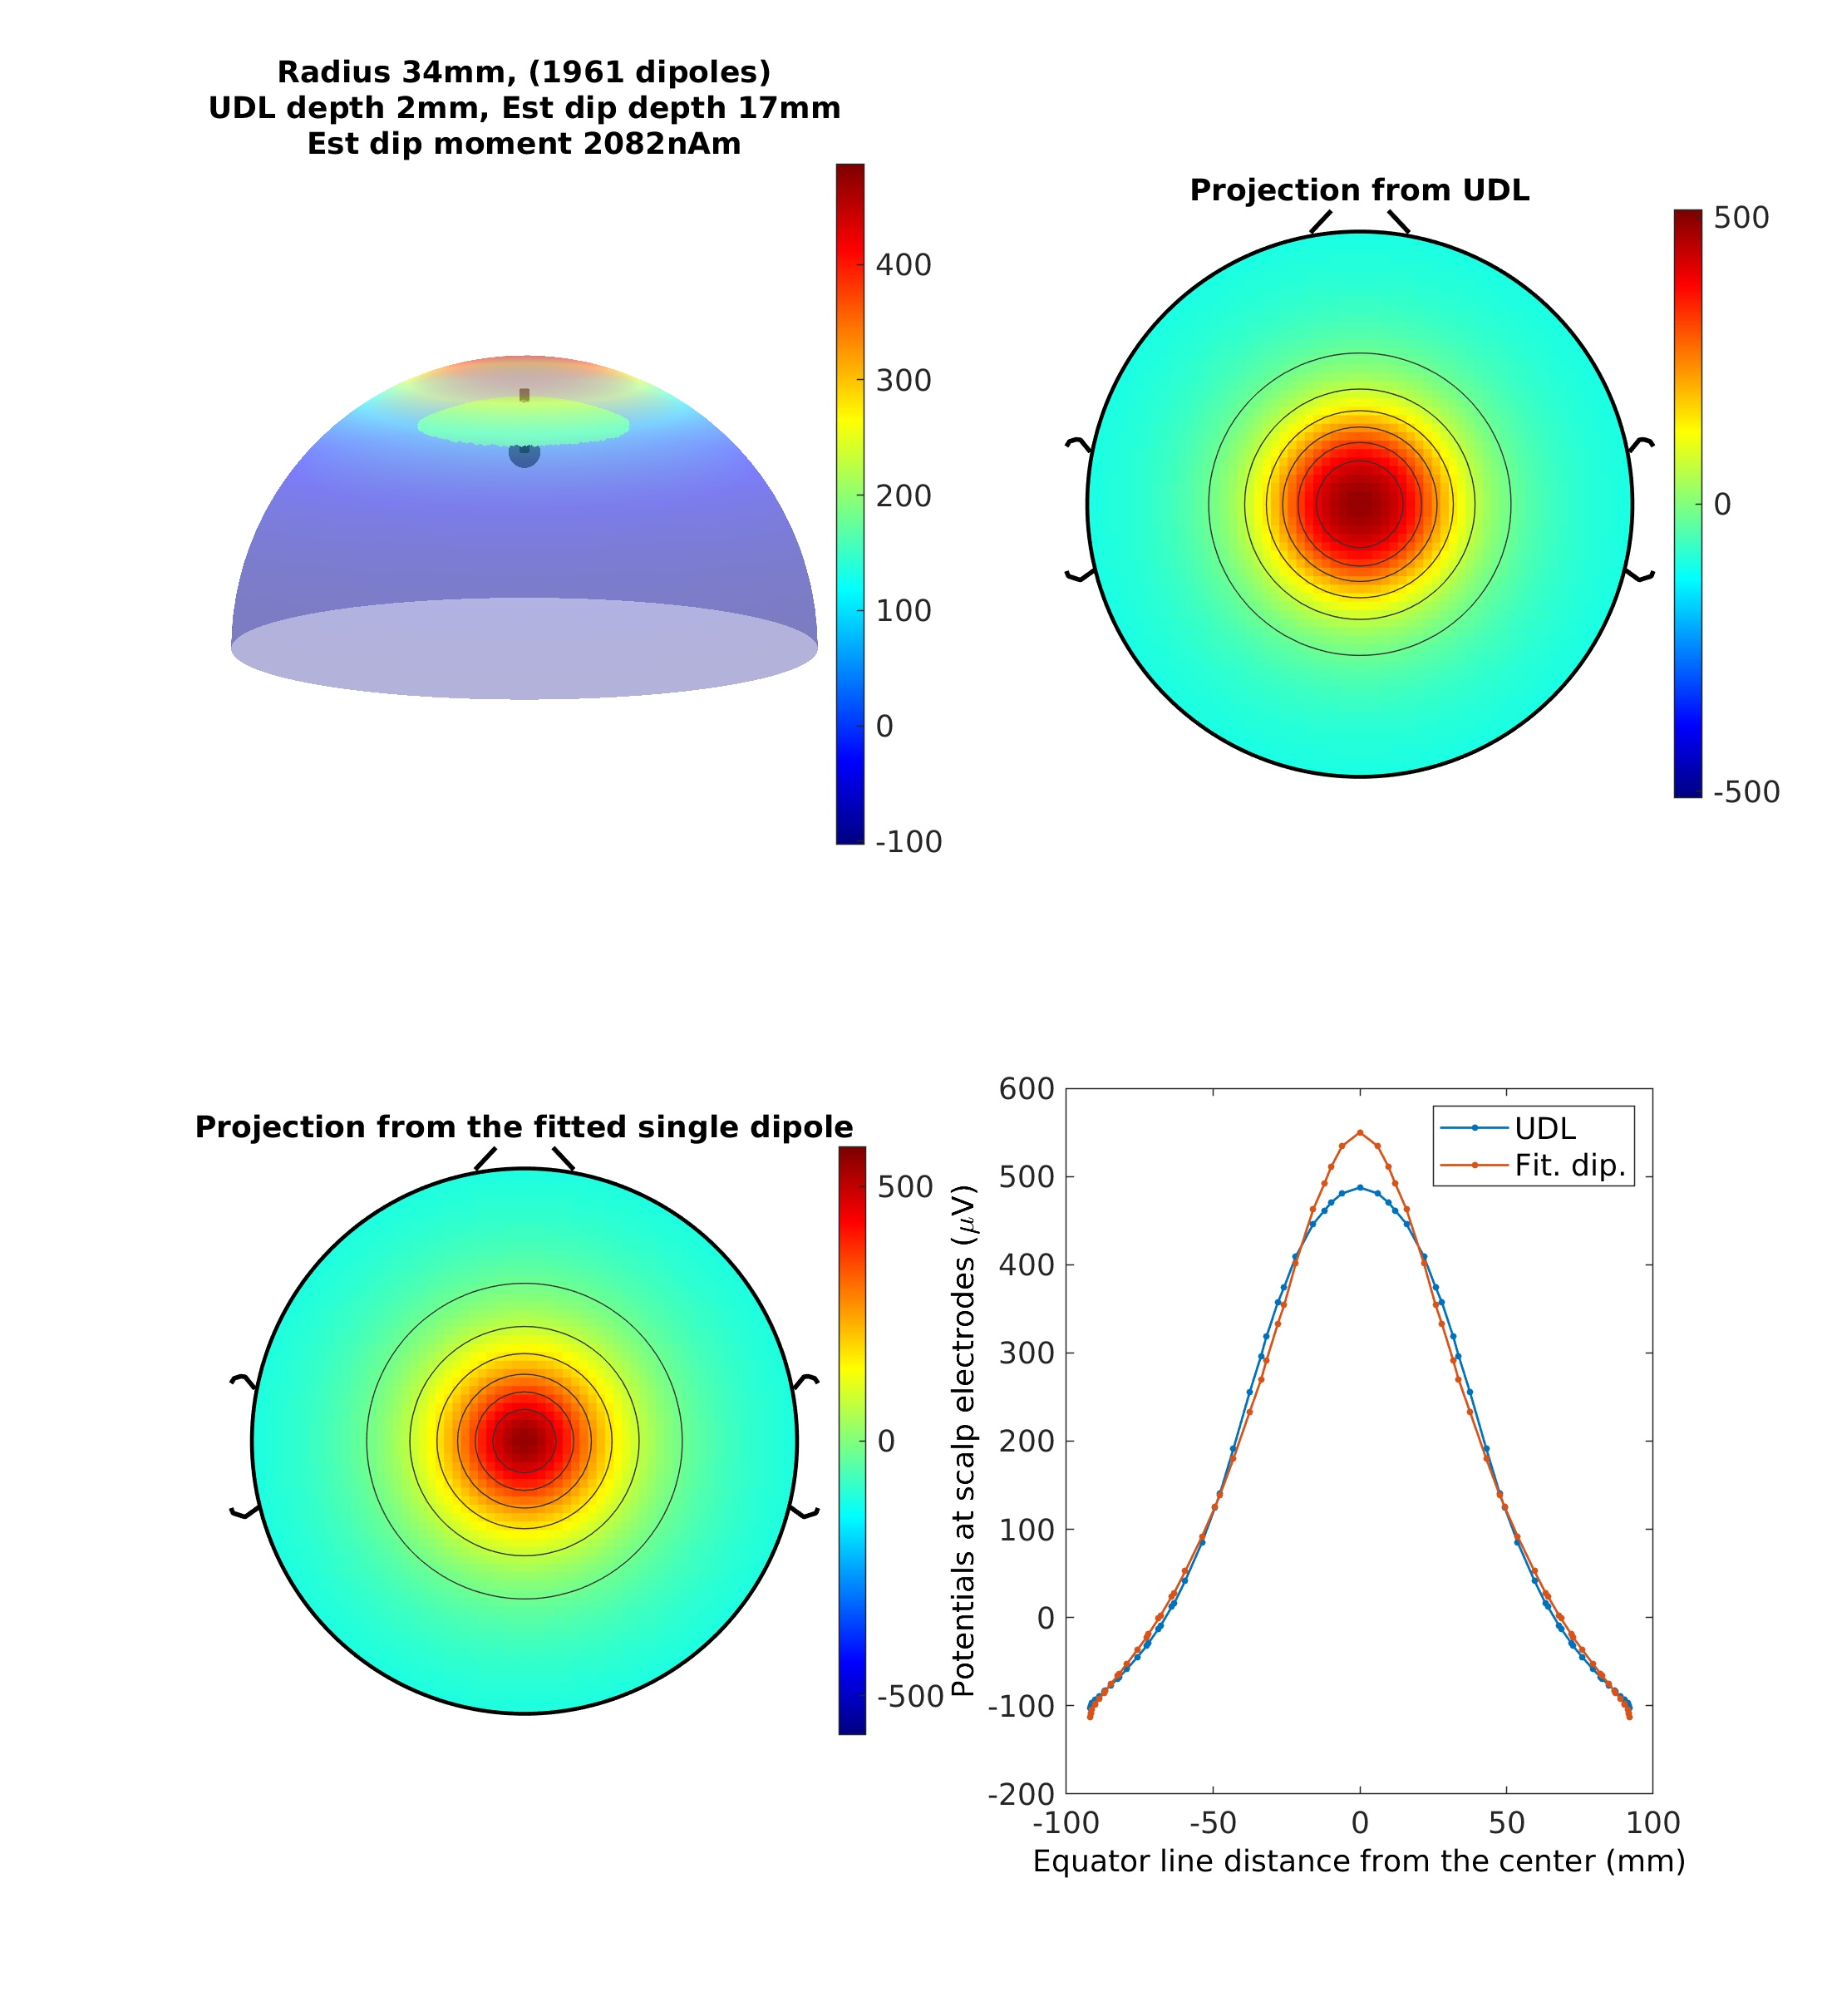 Radius 34mm, (1961 dipoles)
UDL depth 2mm, Est dip depth 17mm
Est dip moment 2082nAm
400
300
200
100
0
-100
Projection from UDL
500
0
-500
Projection from the fitted single dipole
500
0
-500
Potentials at scalp electrodes (μV)
600
500
400
300
200
100
0
-100
-200
UDL
Fit. dip.
-100
-50
0
50
100
Equator line distance from the center (mm)